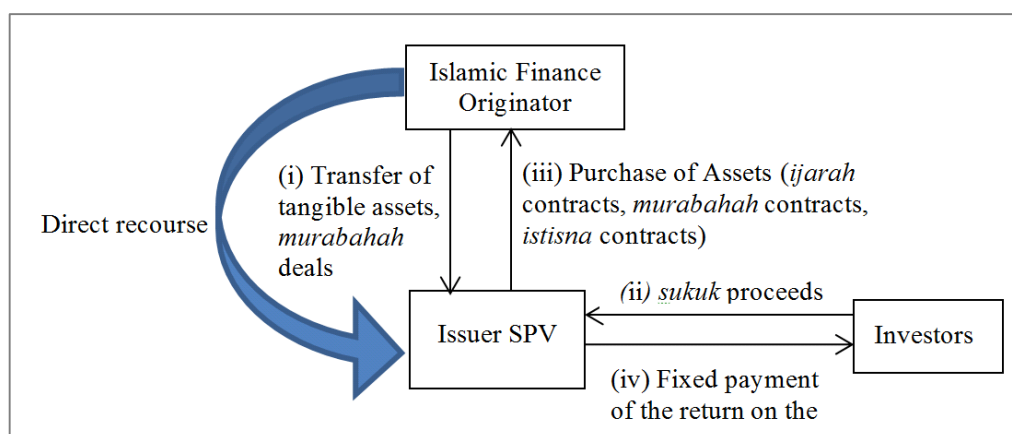 Islamic Finance
Originator
(i) Transfer of
tangible assets,
murabahah
deals
(iii) Purchase of Assets (ijarah
contracts, murabahah contracts,
istisna contracts)
Direct recourse
(ii) sukuk proceeds
Issuer SPV
Investors
(iv) Fixed payment
of the return on the